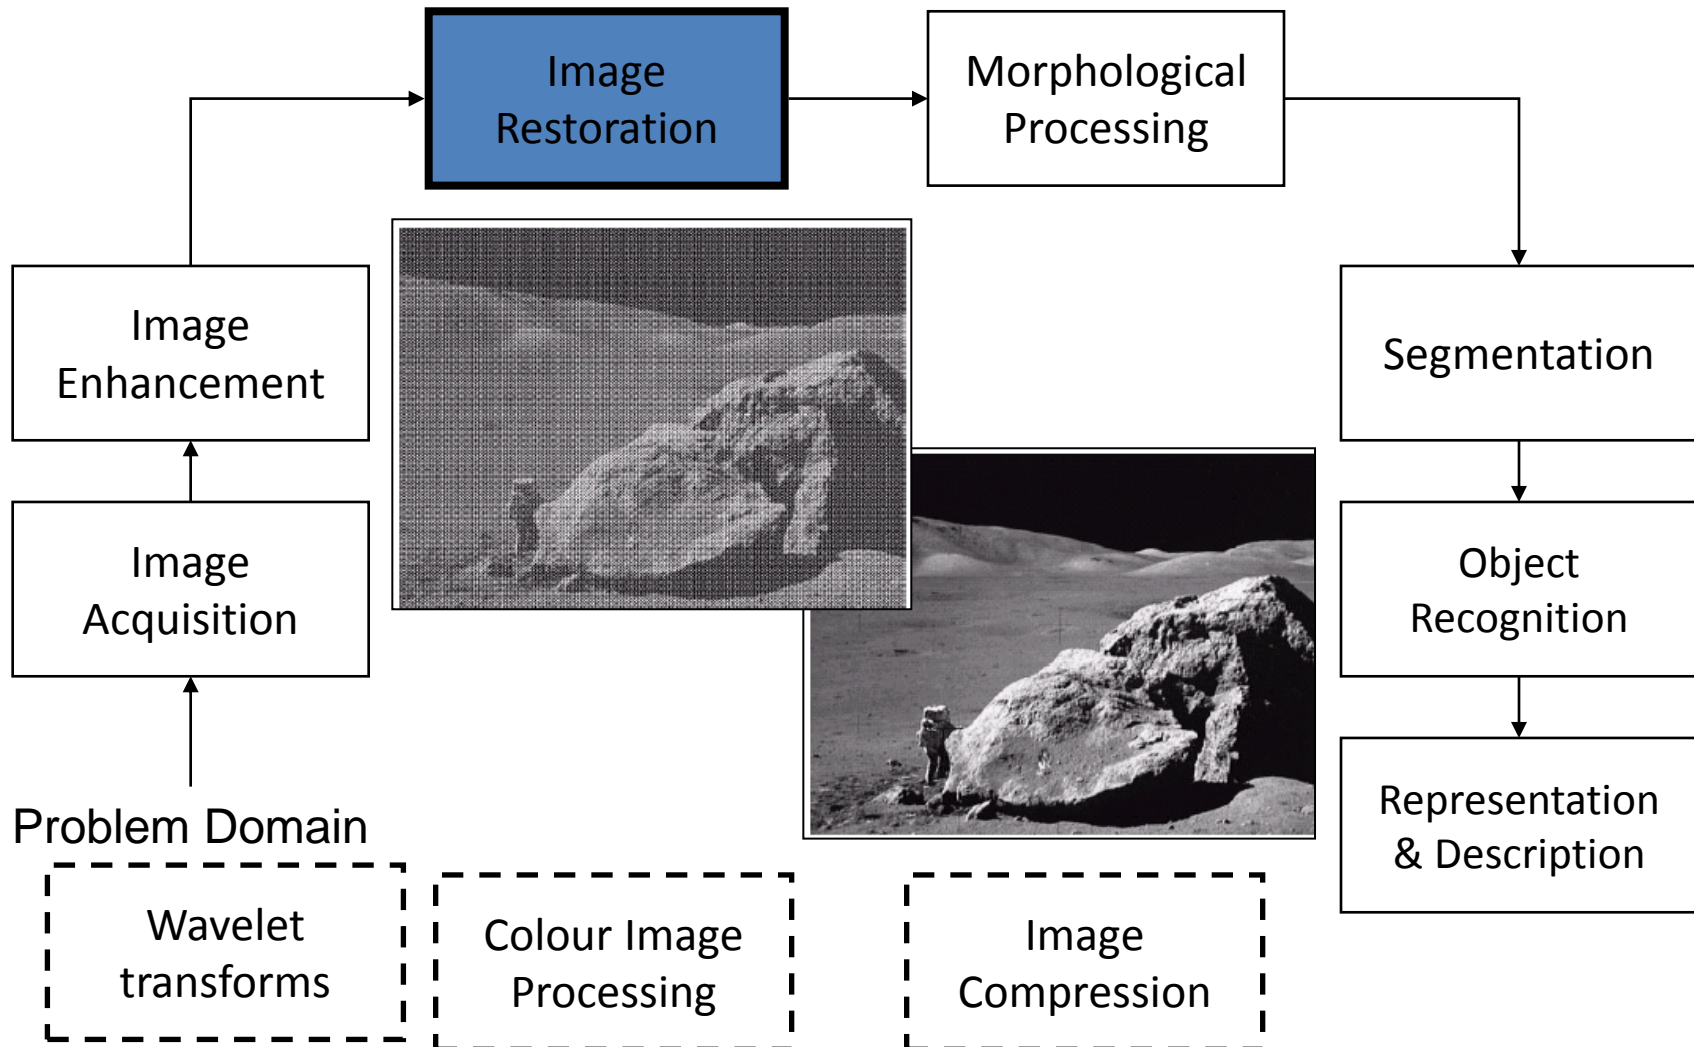 Image
Restoration
Morphological
Processing
Image
Enhancement
Segmentation
Image
Acquisition
Object
Recognition
Problem Domain
Representation
& Description
Wavelet
transforms
Colour Image
Processing
Image
Compression